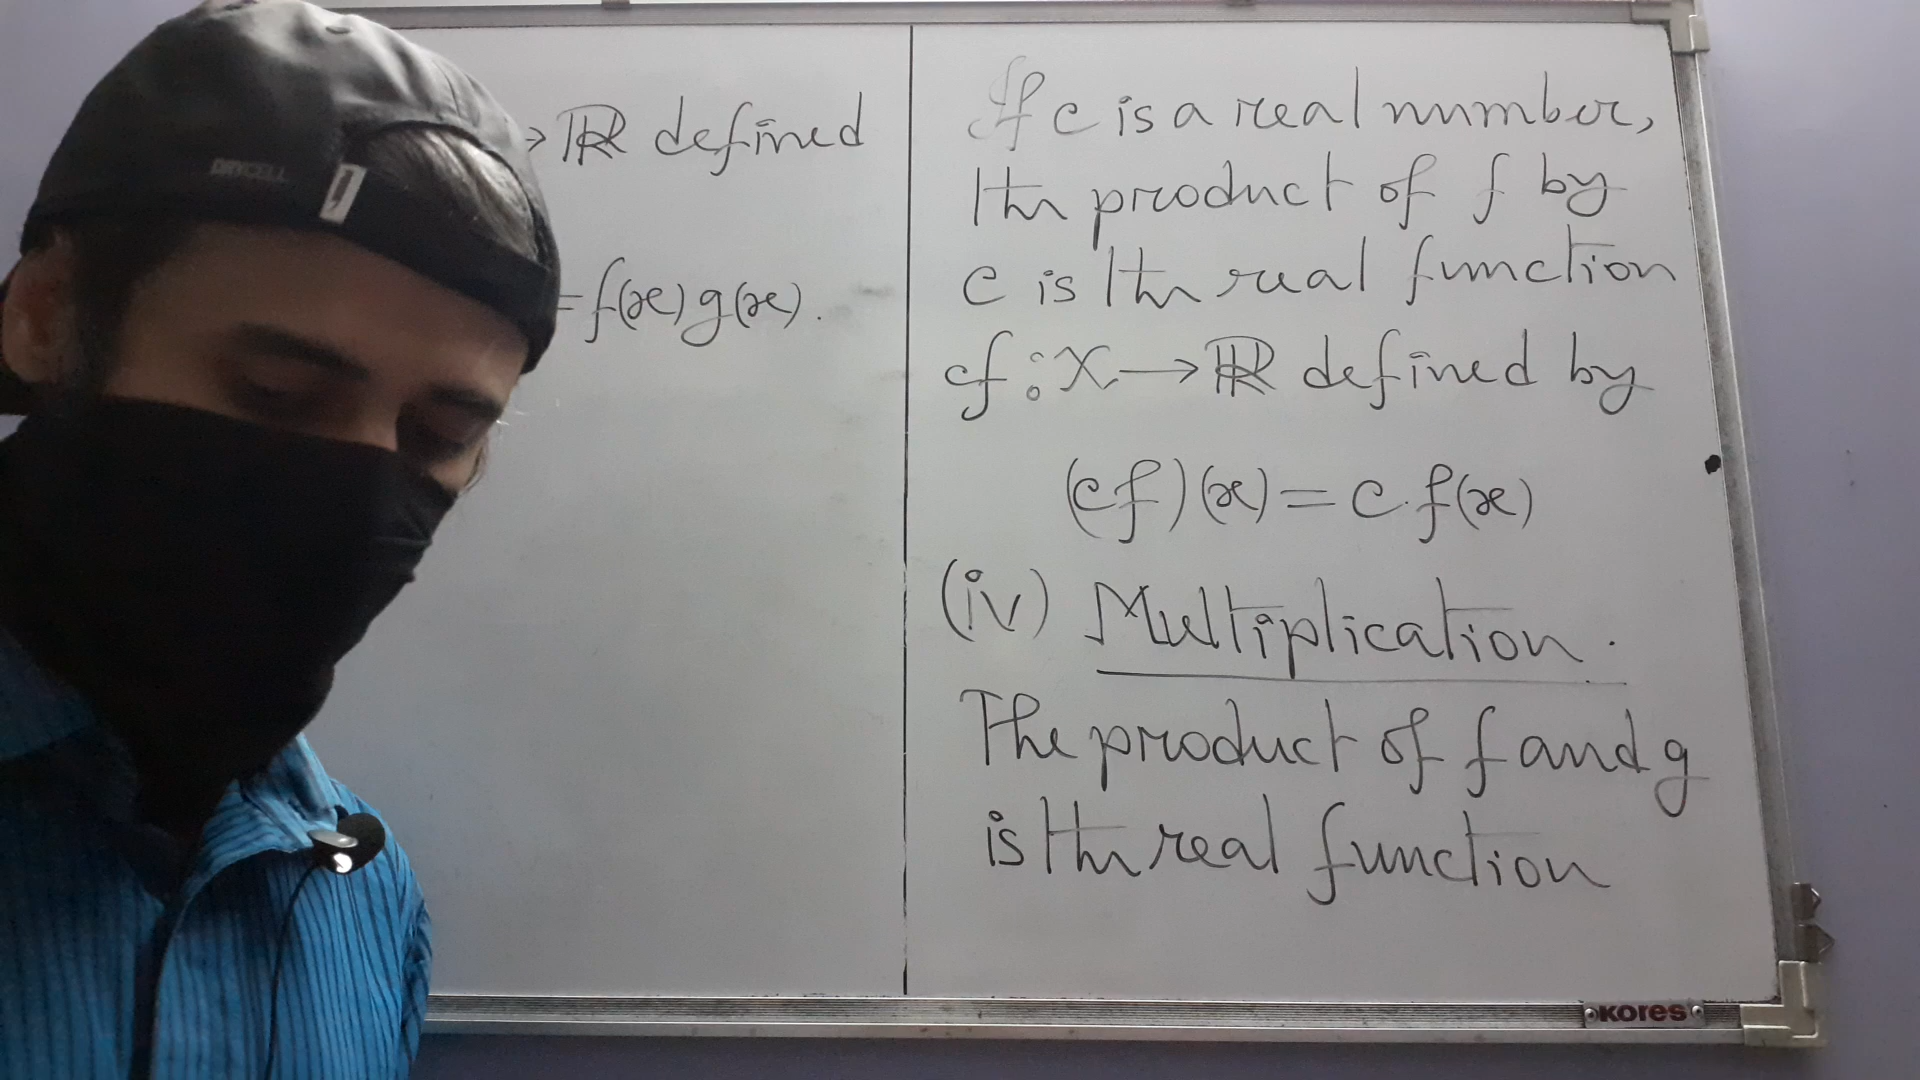 → ℝ defined
= f(x) g(x).
If c is a real number,
the product of f by
c is the real function
cf : X → ℝ defined by
(cf)(x) = c. f(x)
(iv) Multiplication.
The product of f and g
is the real function
KORES
DRYCELL